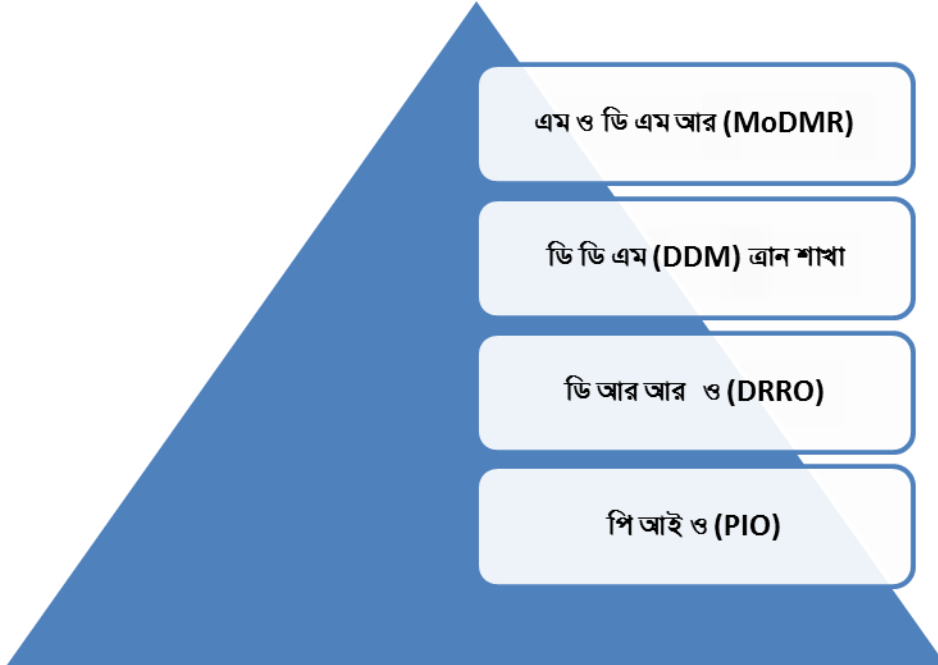 এম ও ডি এম আর (MoDMR)
ডি ডি এম (DDM) ত্রান শাখা
ডি আর আর ও (DRRO)
পি আই ও (PIO)